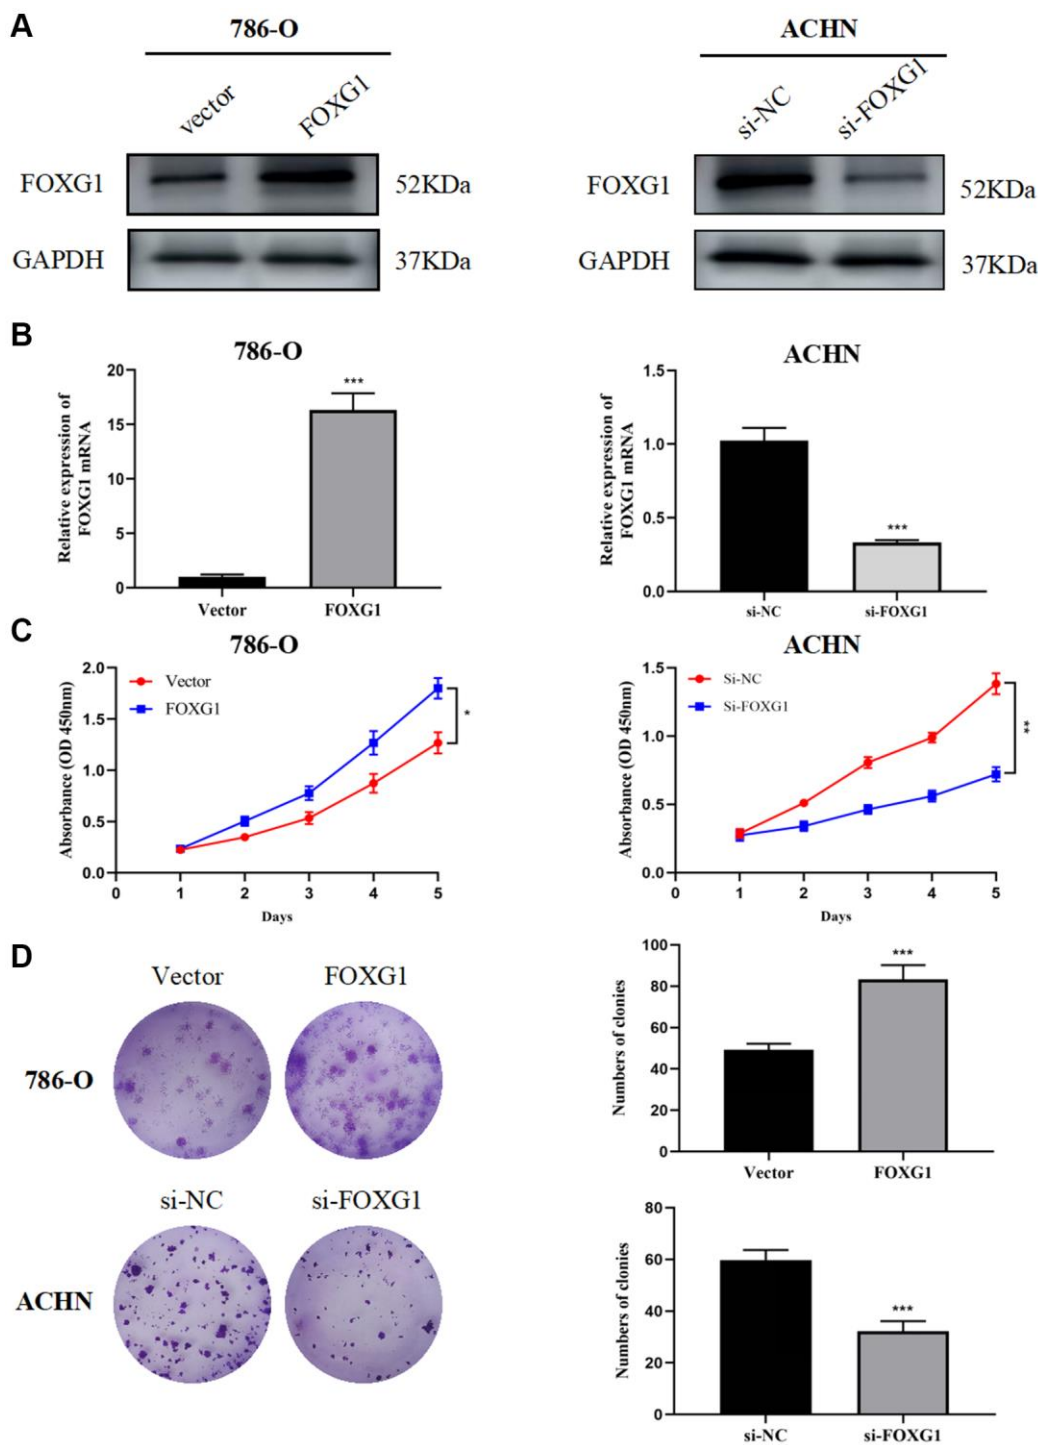 A
786-O
ACHN
vector
FOXG1
si-NC
si-FOXG1
FOXG1
52KDa
FOXG1
52KDa
GAPDH
37KDa
GAPDH
37KDa
B
786-O
Relative expression of
FOXG1 mRNA
20
15
10
5
0
***
Vector
FOXG1
ACHN
Relative expression of
FOXG1 mRNA
1.5
1.0
0.5
0.0
***
si-NC
si-FOXG1
C
786-O
Absorbance (OD 450nm)
2.0
1.5
1.0
0.5
0.0
Vector
FOXG1
*
0 1 2 3 4 5
Days
ACHN
Absorbance (OD 450nm)
1.5
1.0
0.5
0.0
Si-NC
Si-FOXG1
**
0 1 2 3 4 5
Days
D
Vector
FOXG1
786-O
si-NC
si-FOXG1
ACHN
Numbers of clonies
100
80
60
40
20
0
***
Vector
FOXG1
Numbers of clonies
80
60
40
20
0
***
si-NC
si-FOXG1